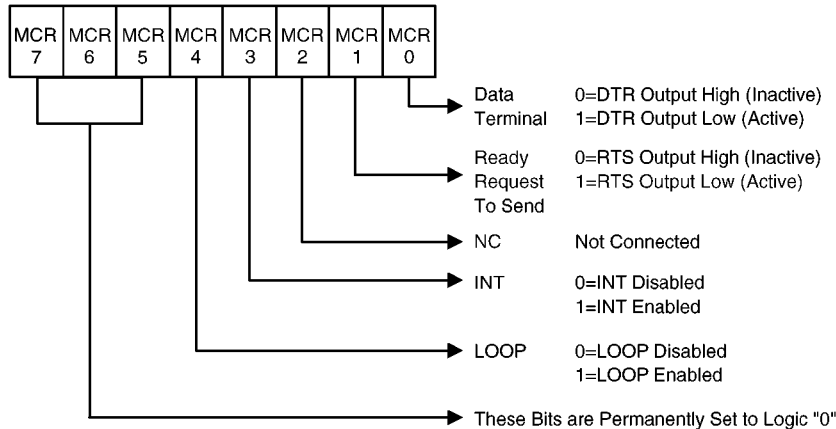 MCR MCR MCR MCR MCR MCR MCR MCR
7 6 5 4 3 2 1 0
Data 0=DTR Output High (Inactive)
Terminal 1=DTR Output Low (Active)
Ready 0=RTS Output High (Inactive)
Request 1=RTS Output Low (Active)
To Send
NC Not Connected
INT 0=INT Disabled
1=INT Enabled
LOOP 0=LOOP Disabled
1=LOOP Enabled
These Bits are Permanently Set to Logic "0"